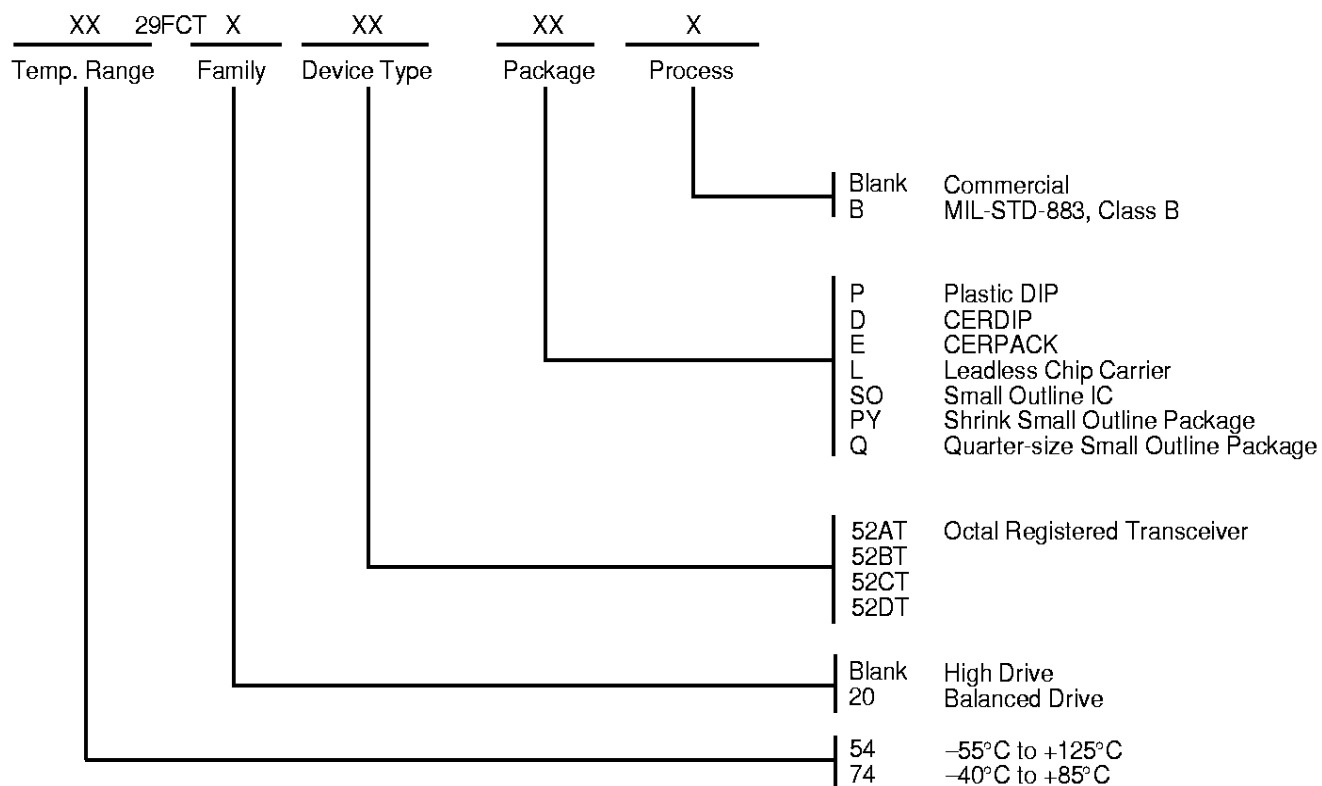 XX 29FCT X XX XX X
Temp. Range Family Device Type Package Process
Blank Commercial
B MIL-STD-883, Class B
P Plastic DIP
D CERDIP
E CERPACK
L Leadless Chip Carrier
SO Small Outline IC
PY Shrink Small Outline Package
Q Quarter-size Small Outline Package
52AT Octal Registered Transceiver
52BT
52CT
52DT
Blank High Drive
20 Balanced Drive
54 –55°C to +125°C
74 –40°C to +85°C